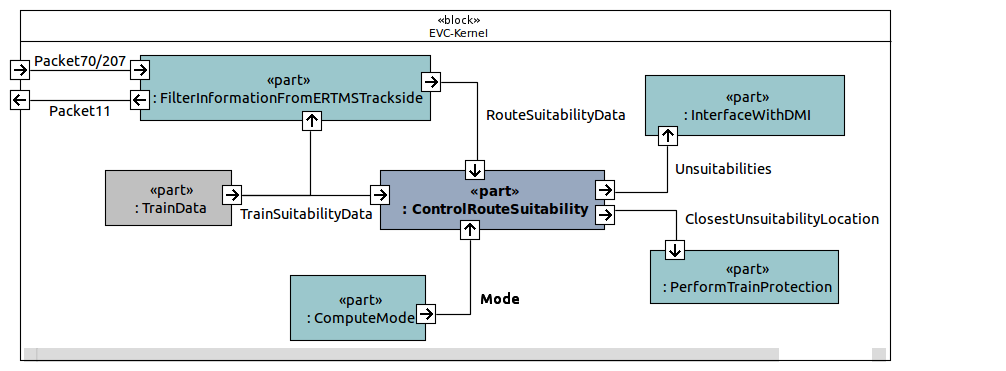 «block»
EVC-Kernel
Packet70/207
«part»
: FilterInformationFromERTMSTrackside
Packet11
RouteSuitabilityData
«part»
: InterfaceWithDMI
Unsuitabilities
«part»
: TrainData
TrainSuitabilityData
«part»
: ControlRouteSuitability
ClosestUnsuitabilityLocation
«part»
: PerformTrainProtection
«part»
: ComputeMode
Mode